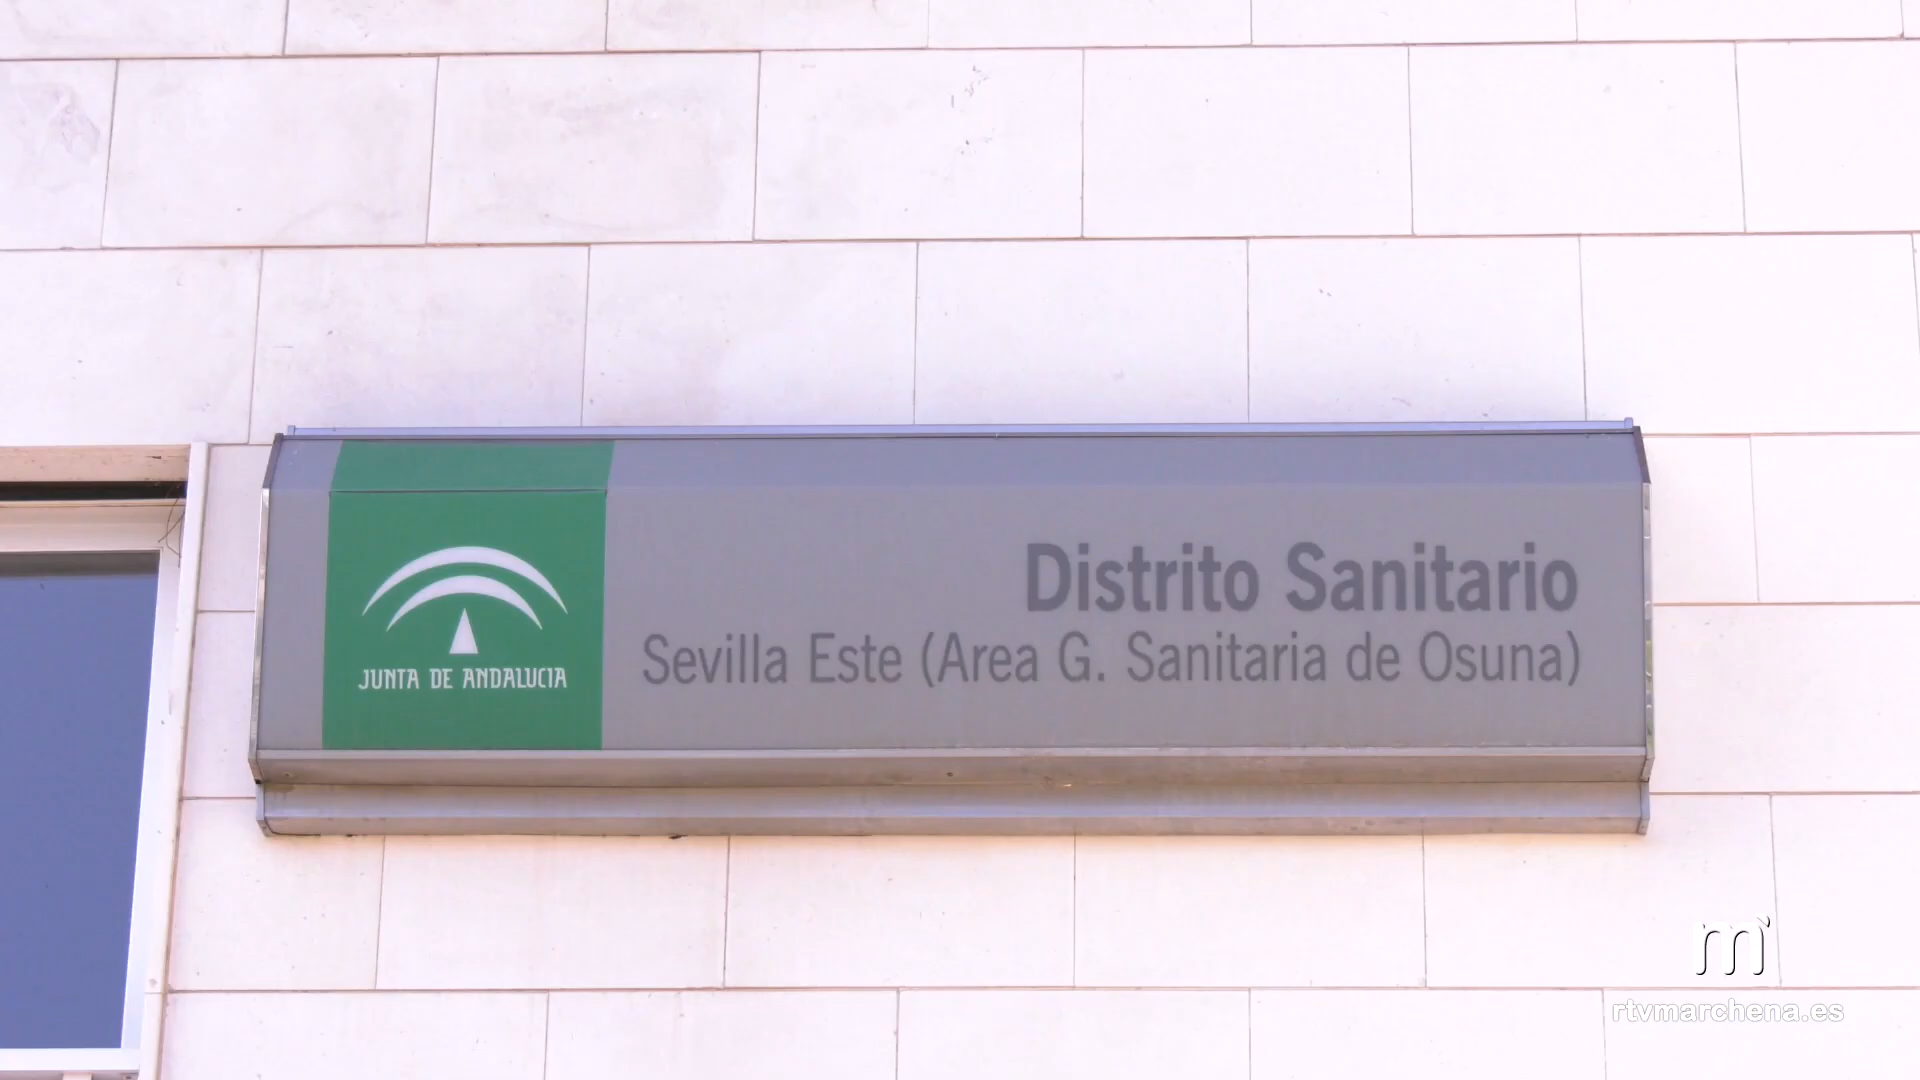 Distrito Sanitario
Sevilla Este (Area G. Sanitaria de Osuna)
JUNTA DE ANDALUCIA
m
rtvmarchena.es